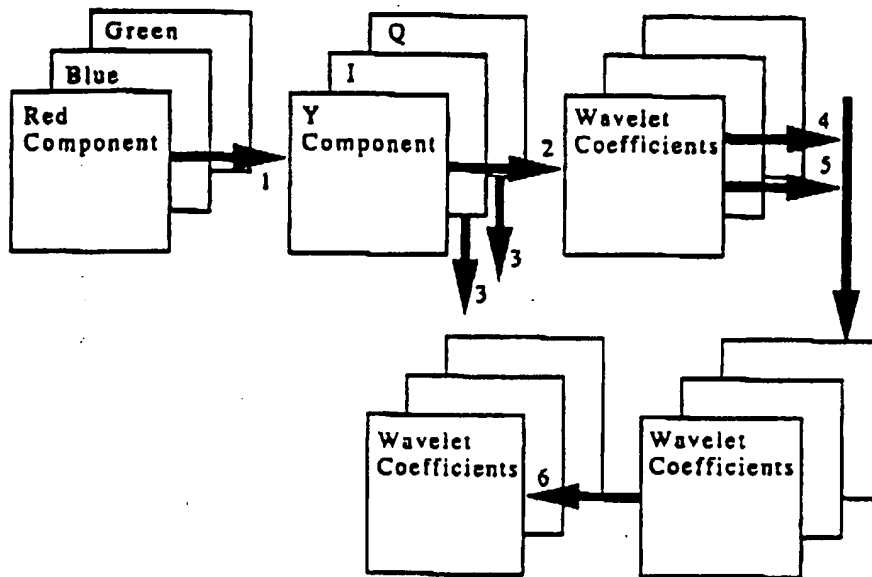 Green
Blue
Red
Component
1
Q
I
Y
Component
2
3
3
Wavelet
Coefficients
4
5
Wavelet
Coefficients
6
Wavelet
Coefficients